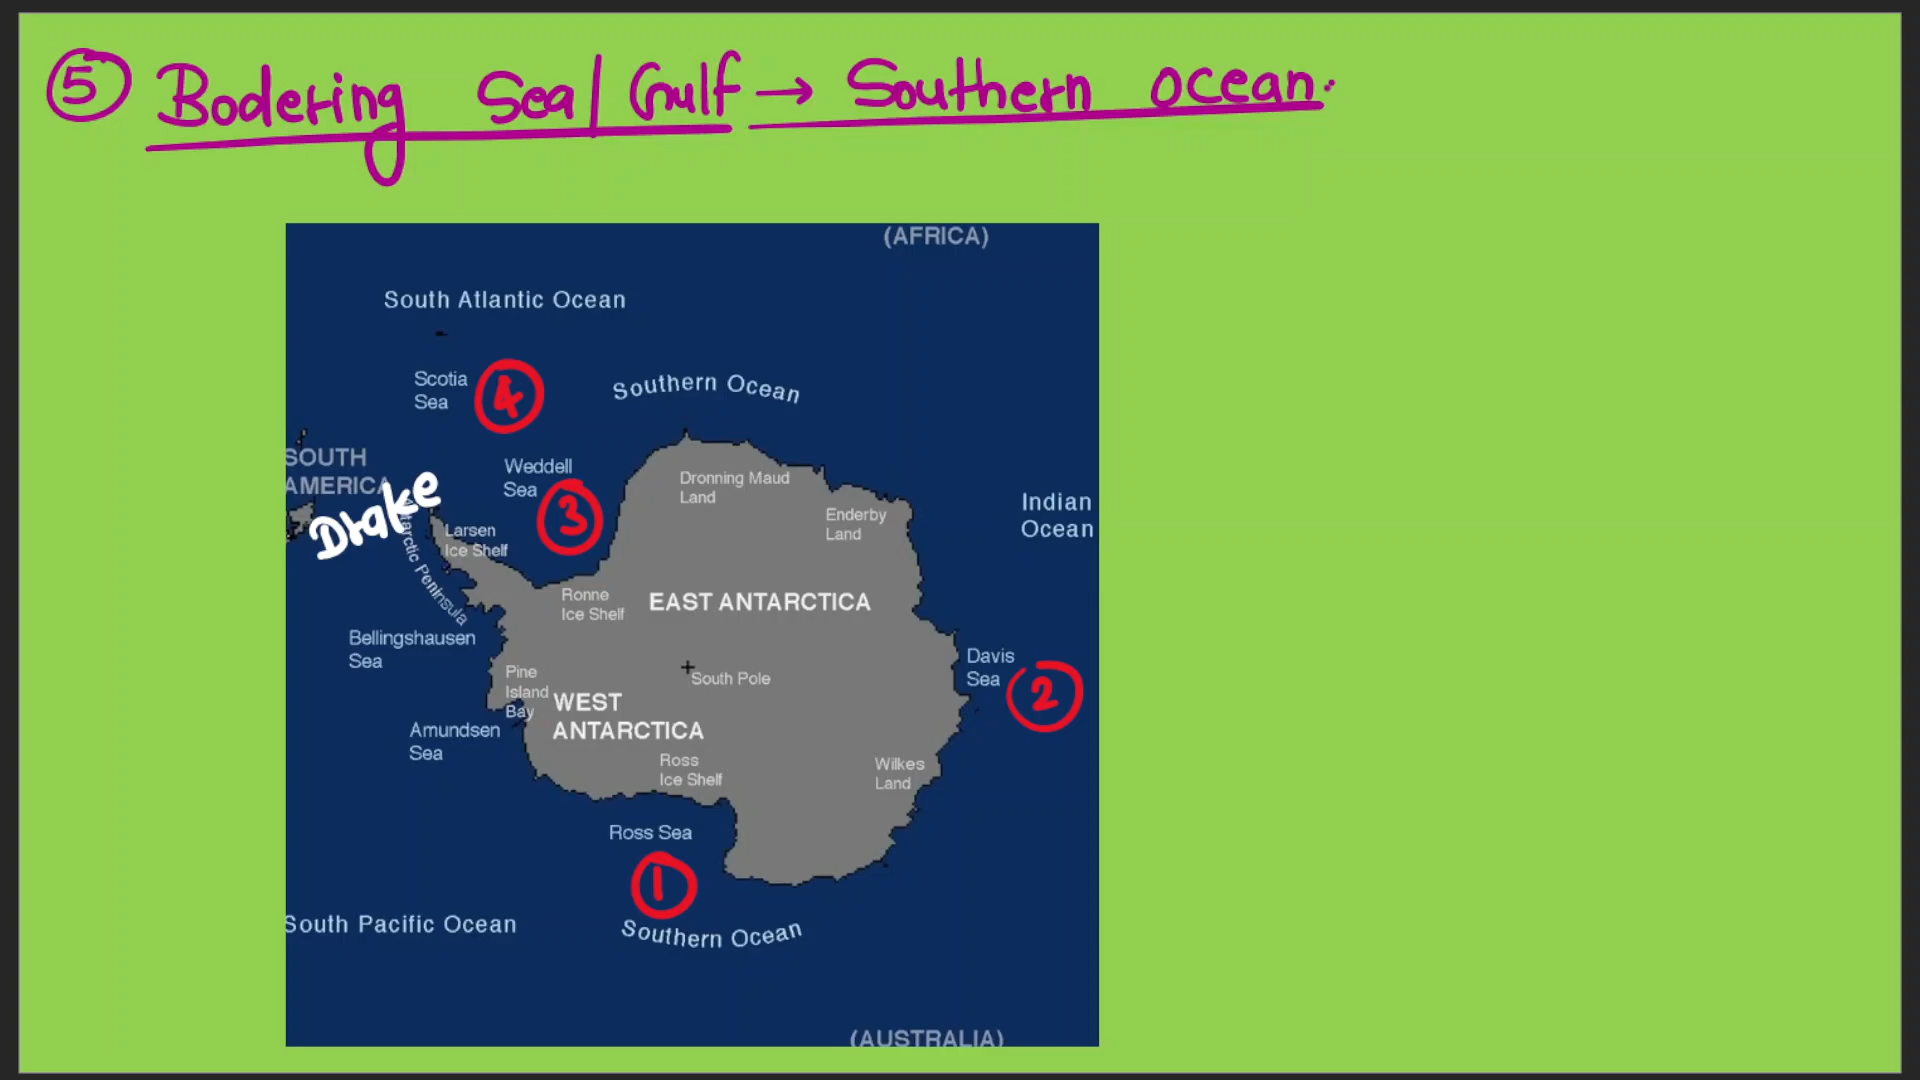 5 Bodering Sea/Gulf → Southern Ocean.
(AFRICA)
South Atlantic Ocean
Scotia
Sea
4
Southern Ocean
SOUTH
AMERICA
Drake
Weddell
Sea
3
Antarctic Peninsula
Larsen
Ice Shelf
Dronning Maud
Land
Enderby
Land
Indian
Ocean
Ronne
Ice Shelf
EAST ANTARCTICA
Bellingshausen
Sea
South Pole
Davis
Sea
2
Pine
Island
Bay
WEST
ANTARCTICA
Amundsen
Sea
Ross
Ice Shelf
Wilkes
Land
Ross Sea
1
South Pacific Ocean
Southern Ocean
(AUSTRALIA)